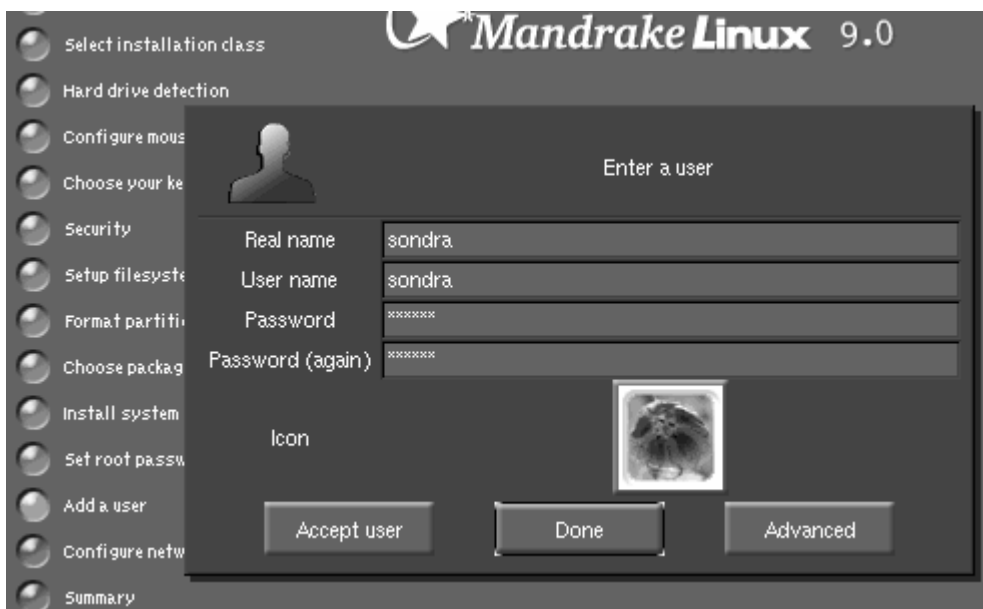 Mandrake Linux 9.0
Select installation class
Hard drive detection
Configure mous
Choose your ke
Security
Setup filesyste
Format partiti
Choose packag
Install system
Set root passw
Add a user
Configure netw
Summary
Enter a user
Real name sondra
User name sondra
Password ******
Password (again) ******
Icon
Accept user Done Advanced